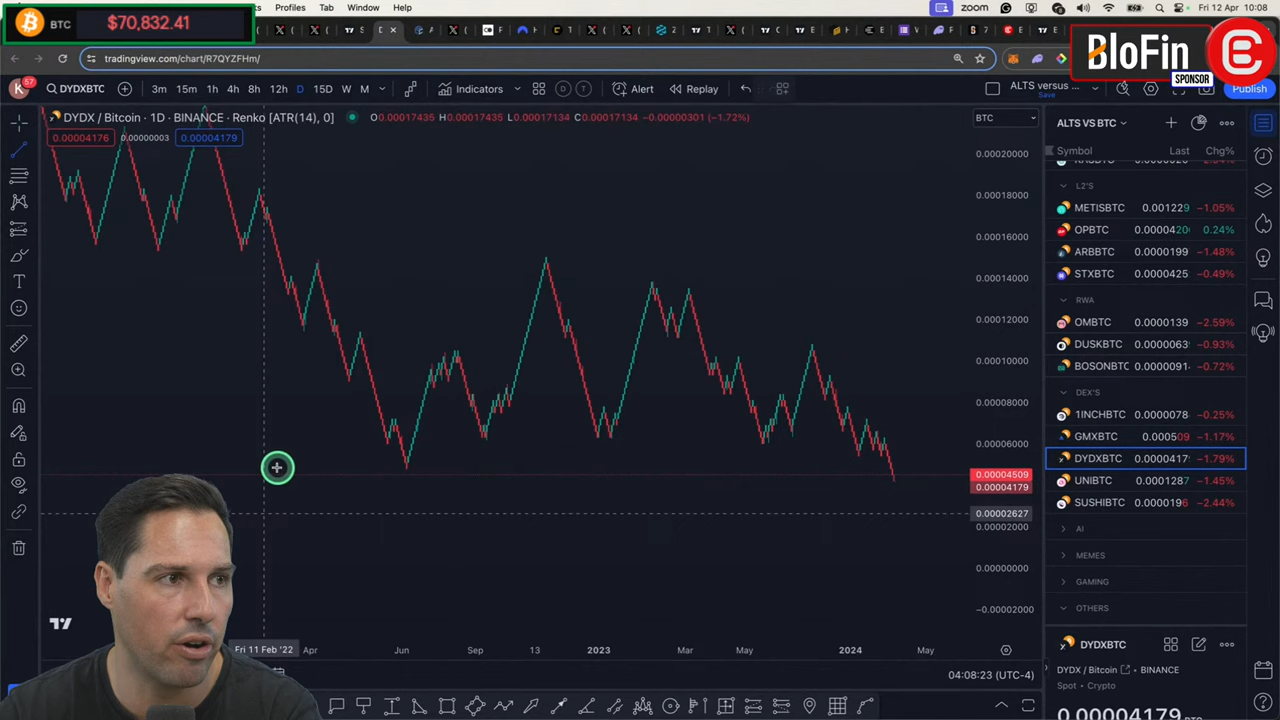 Profiles Tab Window Help
zoom
Fri 12 Apr 10:08
BTC $70,832.41
tradingview.com/chart/R7QYZFHm/
BloFin
SPONSOR
K 57
DYDXBTC
3m 15m 1h 4h 8h 12h D 15D W M
Indicators
Alert
Replay
ALTS versus ...
Save
Publish
DYDX / Bitcoin · 1D · BINANCE · Renko [ATR(14), 0]
O0.00017435 H0.00017435 L0.00017134 C0.00017134 −0.00000301 (−1.72%)
BTC
0.00004176 0.00000003 0.00004179
0.00020000
0.00018000
0.00016000
0.00014000
0.00012000
0.00010000
0.00008000
0.00006000
0.00004509
0.00004179
0.00002627
0.00002000
0.00000000
−0.00002000
Fri 11 Feb '22 Apr Jun Sep 13 2023 Mar May 2024 May
04:08:23 (UTC-4)
ALTS VS BTC
Symbol Last Chg%
L2'S
METISBTC 0.001229 −1.05%
OPBTC 0.00004200 0.24%
ARBBTC 0.0000199 −1.48%
STXBTC 0.0000425 −0.49%
RWA
OMBTC 0.0000139 −2.59%
DUSKBTC 0.0000063 −0.93%
BOSONBTC 0.0000091 −0.72%
DEX'S
1INCHBTC 0.0000078 −0.25%
GMXBTC 0.000509 −1.17%
DYDXBTC 0.0000417 −1.79%
UNIBTC 0.0001287 −1.45%
SUSHIBTC 0.0000196 −2.44%
AI
MEMES
GAMING
OTHERS
DYDXBTC
DYDX / Bitcoin · BINANCE
Spot • Crypto
0.00004179 BTC